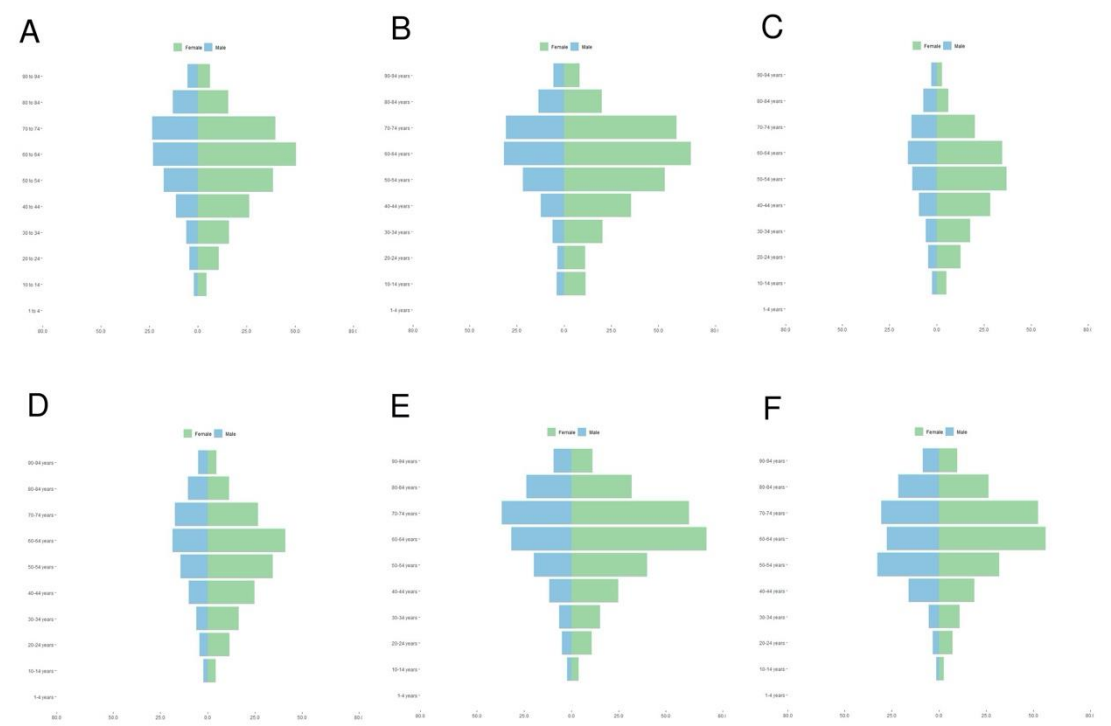 A
Female Male
90 to 94
80 to 84
70 to 74
60 to 64
50 to 54
40 to 44
30 to 34
20 to 24
10 to 14
1 to 4
80.0 50.0 25.0 0.0 25.0 50.0
B
Female Male
90-94 years
80-84 years
70-74 years
60-64 years
50-54 years
40-44 years
30-34 years
20-24 years
10-14 years
1-4 years
80.0 50.0 25.0 0.0 25.0 50.0
C
Female Male
90-94 years
80-84 years
70-74 years
60-64 years
50-54 years
40-44 years
30-34 years
20-24 years
10-14 years
1-4 years
80.0 50.0 25.0 0.0 25.0 50.0
D
Female Male
90-94 years
80-84 years
70-74 years
60-64 years
50-54 years
40-44 years
30-34 years
20-24 years
10-14 years
1-4 years
80.0 50.0 25.0 0.0 25.0 50.0
E
Female Male
90-94 years
80-84 years
70-74 years
60-64 years
50-54 years
40-44 years
30-34 years
20-24 years
10-14 years
1-4 years
80.0 50.0 25.0 0.0 25.0 50.0
F
Female Male
90-94 years
80-84 years
70-74 years
60-64 years
50-54 years
40-44 years
30-34 years
20-24 years
10-14 years
1-4 years
80.0 50.0 25.0 0.0 25.0 50.0